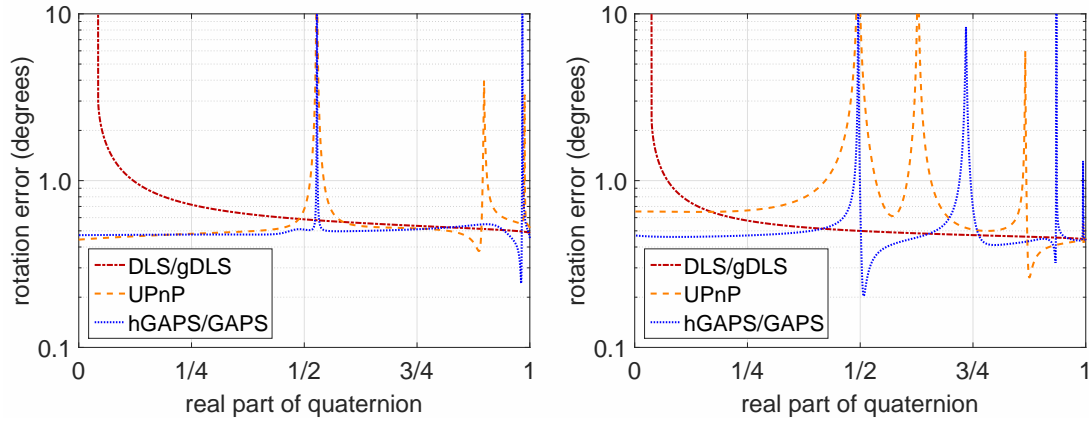 10
1.0
0.1
rotation error (degrees)
DLS/gDLS
UPnP
hGAPS/GAPS
0 1/4 1/2 3/4 1
real part of quaternion
10
1.0
0.1
rotation error (degrees)
DLS/gDLS
UPnP
hGAPS/GAPS
0 1/4 1/2 3/4 1
real part of quaternion